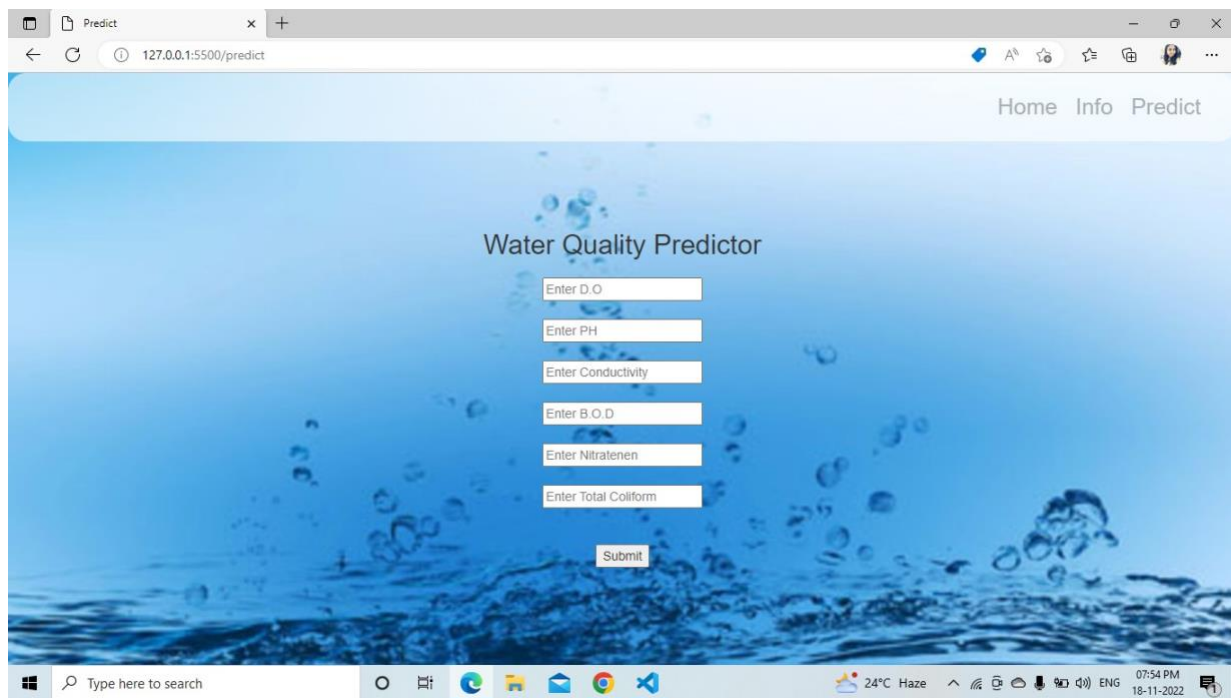 Predict
127.0.0.1:5500/predict
Home Info Predict
Water Quality Predictor
Enter D.O
Enter PH
Enter Conductivity
Enter B.O.D
Enter Nitratenen
Enter Total Coliform
Submit
Type here to search
24°C Haze
ENG
07:54 PM
18-11-2022